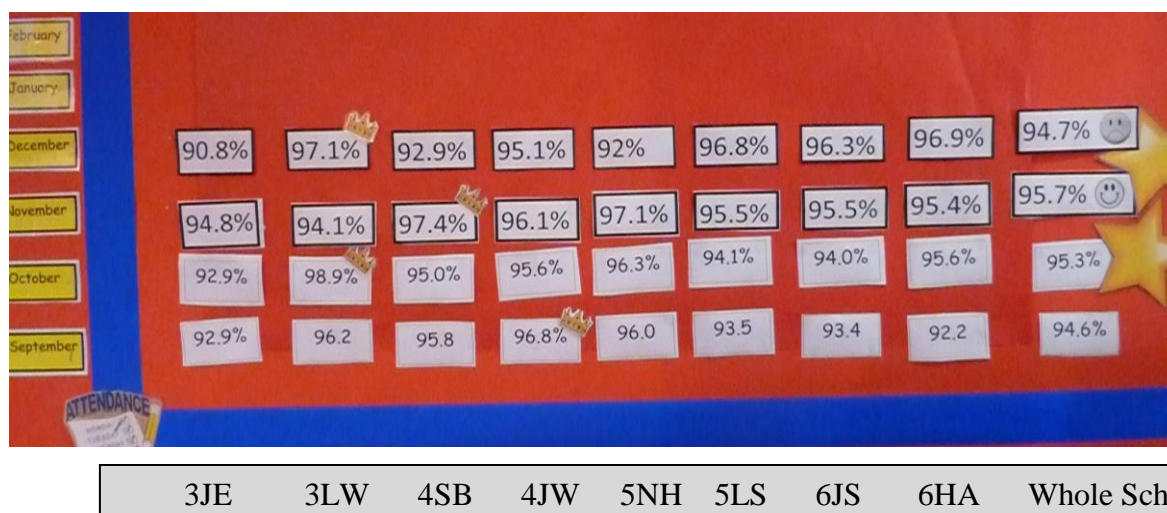 February
January
December 90.8% 97.1% 92.9% 95.1% 92% 96.8% 96.3% 96.9% 94.7%
November 94.8% 94.1% 97.4% 96.1% 97.1% 95.5% 95.5% 95.4% 95.7%
October 92.9% 98.9% 95.0% 95.6% 96.3% 94.1% 94.0% 95.6% 95.3%
September 92.9% 96.2 95.8 96.8% 96.0 93.5 93.4 92.2 94.6%
ATTENDANCE
MONDAY
TUESDAY
3JE 3LW 4SB 4JW 5NH 5LS 6JS 6HA Whole Sch